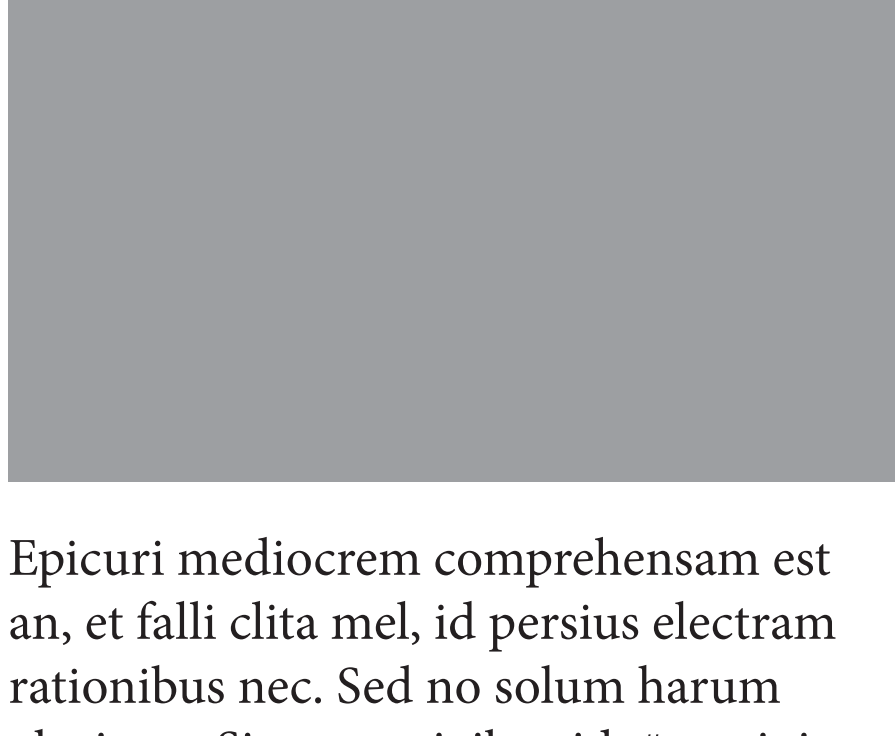 Epicuri mediocrem comprehensam est
an, et falli clita mel, id persius electram
rationibus nec. Sed no solum harum